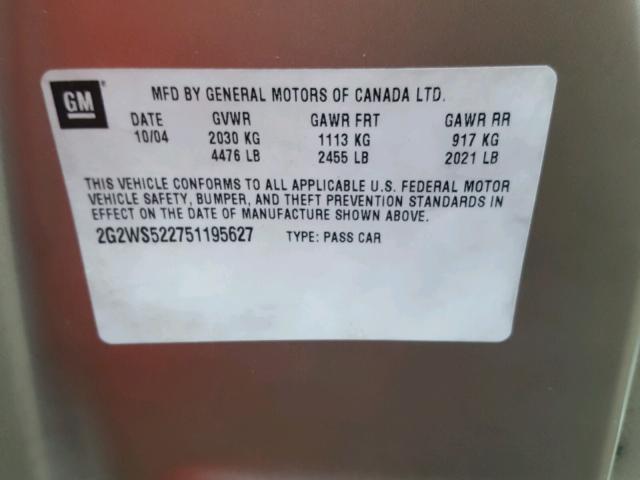 GM
MFD BY GENERAL MOTORS OF CANADA LTD.
DATE GVWR GAWR FRT GAWR RR
10/04 2030 KG 1113 KG 917 KG
4476 LB 2455 LB 2021 LB
THIS VEHICLE CONFORMS TO ALL APPLICABLE U.S. FEDERAL MOTOR
VEHICLE SAFETY, BUMPER, AND THEFT PREVENTION STANDARDS IN
EFFECT ON THE DATE OF MANUFACTURE SHOWN ABOVE.
2G2WS522751195627 TYPE: PASS CAR